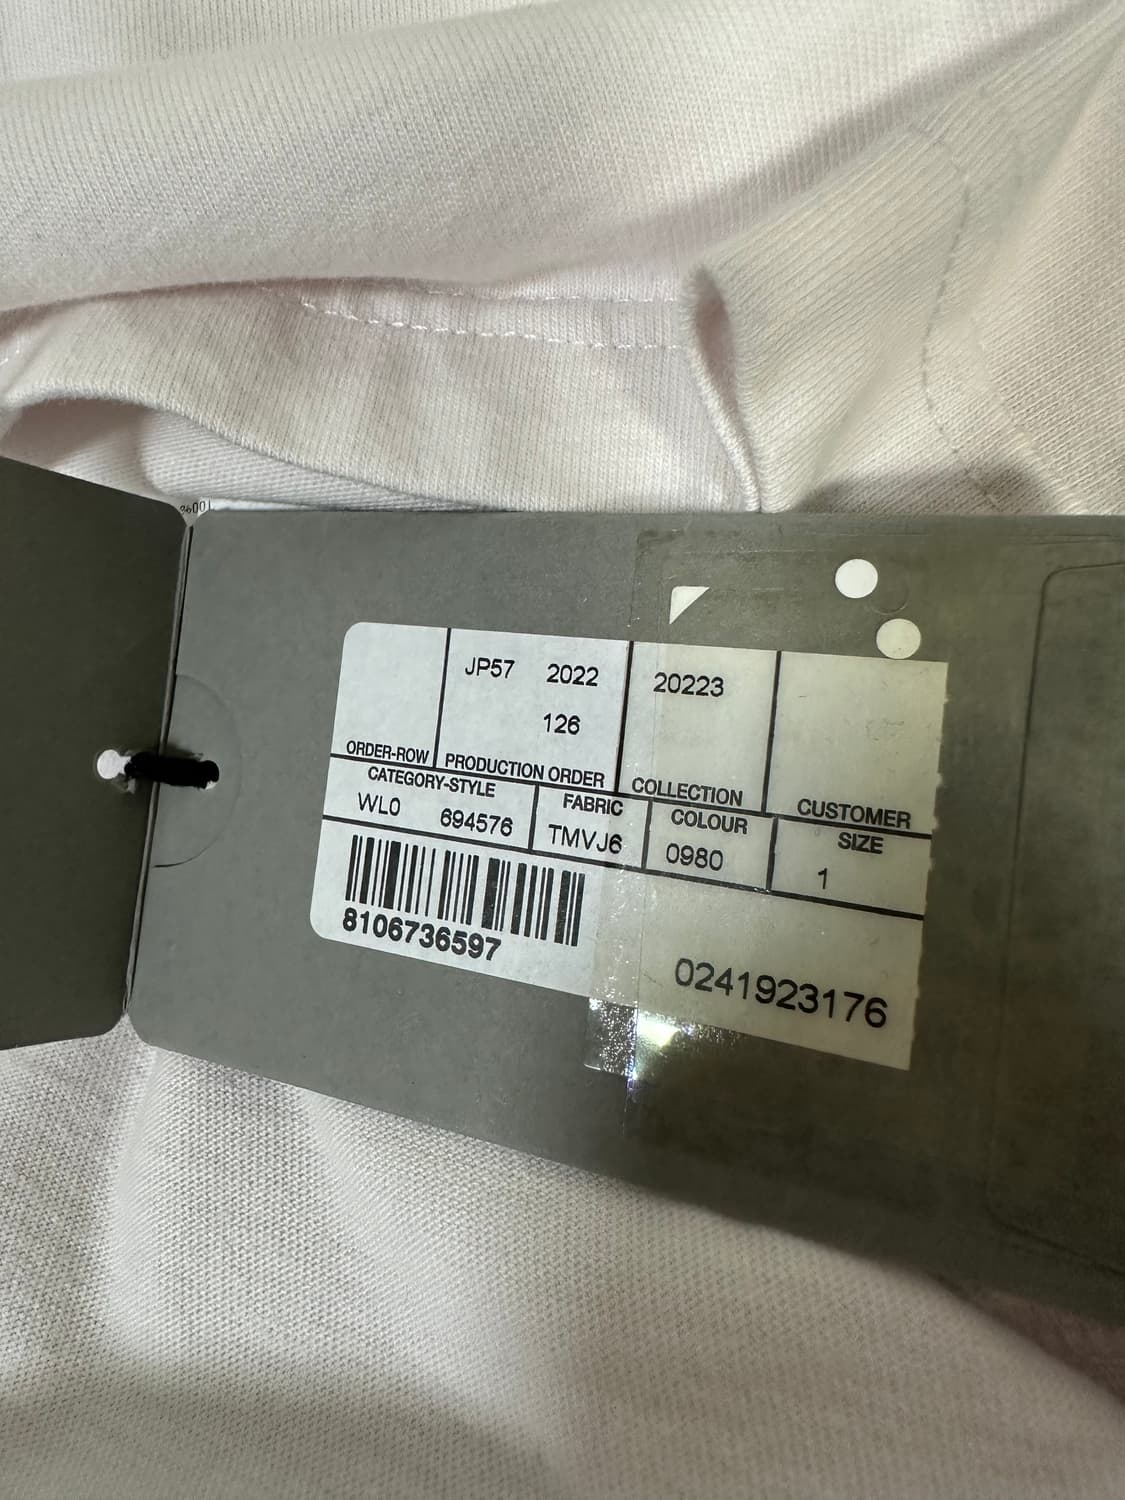 100%
JP57 2022 20223
126
ORDER-ROW PRODUCTION ORDER COLLECTION CUSTOMER
CATEGORY-STYLE FABRIC COLOUR SIZE
WL0 694576 TMVJ6 0980 1
8106736597
0241923176